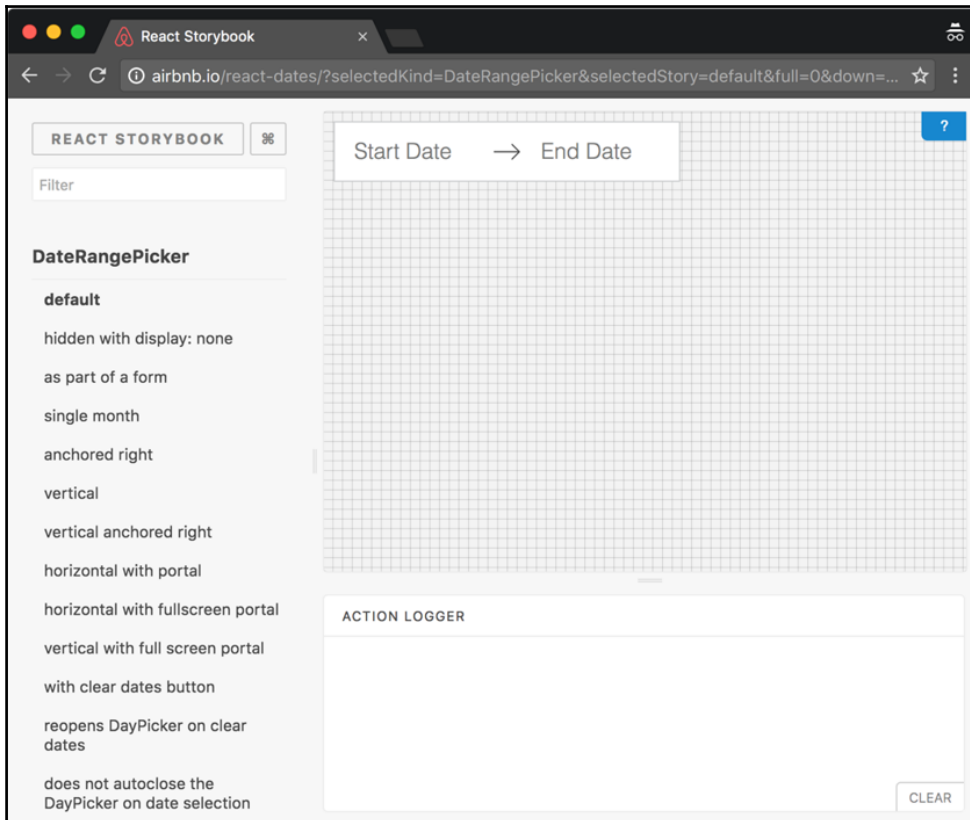 React Storybook
airbnb.io/react-dates/?selectedKind=DateRangePicker&selectedStory=default&full=0&down=...
REACT STORYBOOK ⌘
Filter
DateRangePicker
default
hidden with display: none
as part of a form
single month
anchored right
vertical
vertical anchored right
horizontal with portal
horizontal with fullscreen portal
vertical with full screen portal
with clear dates button
reopens DayPicker on clear
dates
does not autoclose the
DayPicker on date selection
Start Date → End Date
?
ACTION LOGGER
CLEAR